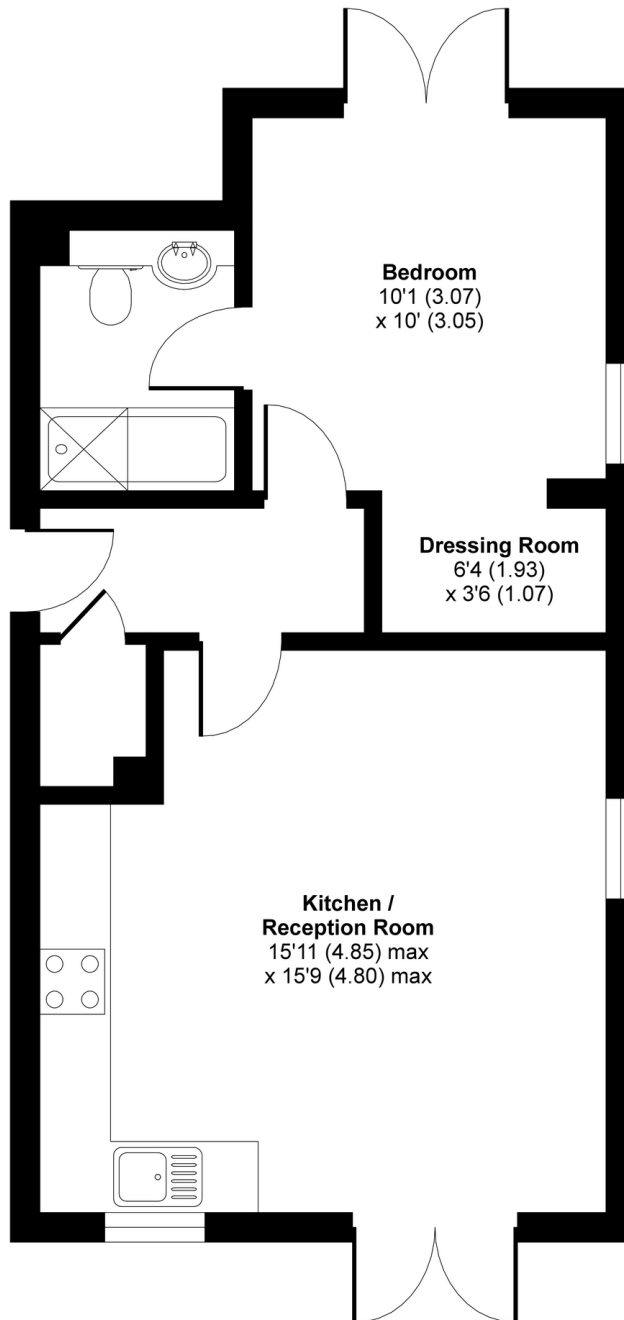 Bedroom
10'1 (3.07)
x 10' (3.05)
Dressing Room
6'4 (1.93)
x 3'6 (1.07)
Kitchen /
Reception Room
15'11 (4.85) max
x 15'9 (4.80) max